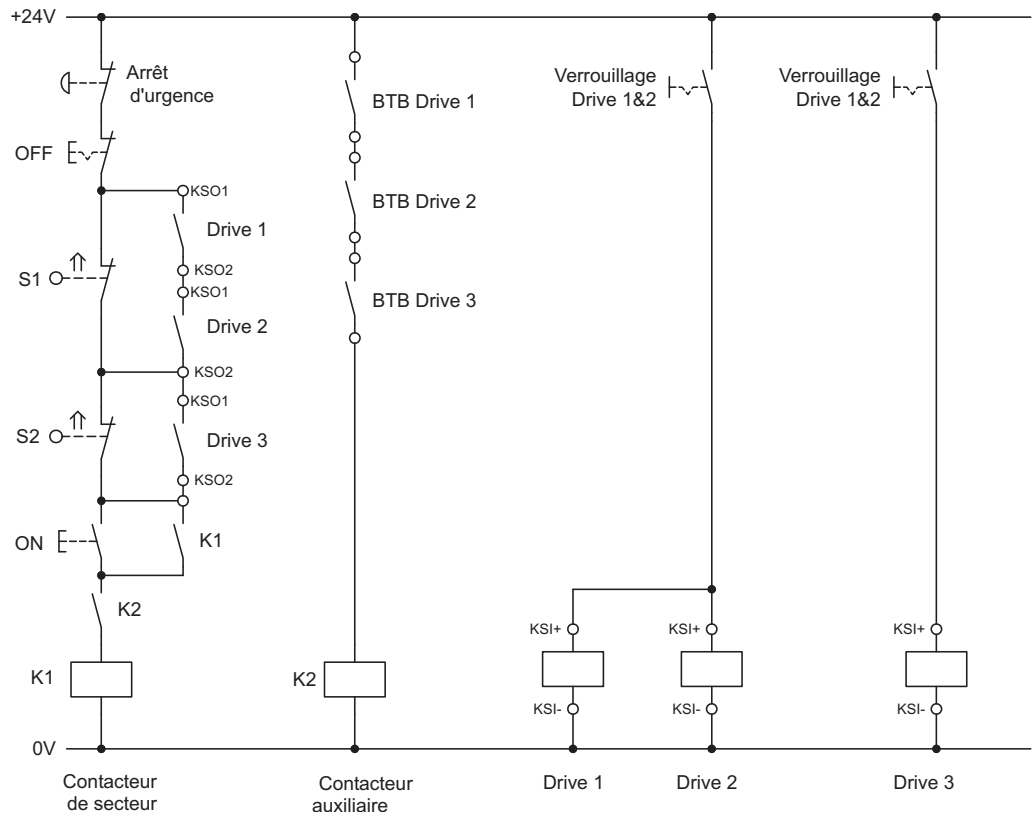 +24V
Arrêt
d'urgence
OFF
KSO1
Drive 1
S1
KSO2
KSO1
Drive 2
KSO2
KSO1
S2
Drive 3
KSO2
ON
K1
K2
K1
0V
Contacteur
de secteur
BTB Drive 1
BTB Drive 2
BTB Drive 3
K2
Contacteur
auxiliaire
Verrouillage
Drive 1&2
KSI+
KSI-
Drive 1
KSI+
KSI-
Drive 2
Verrouillage
Drive 1&2
KSI+
KSI-
Drive 3